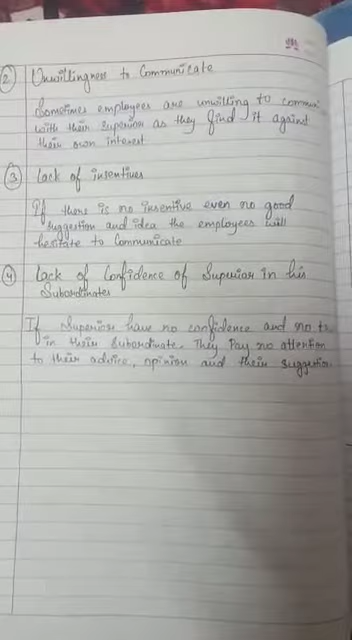 2 Unwillingness to Communicate
Sometimes employees are unwilling to commu
with their superior as they find it against
their own interest
3 Lack of insentives
If there is no insentive even no good
suggestion and idea the employees will
hesitate to Communicate
4 Lack of Confidence of Superior in his
Subordinates
If Superior have no confidence and no t
in their Subordinate. They Pay no attention
to their advice, opinion and their suggestion.